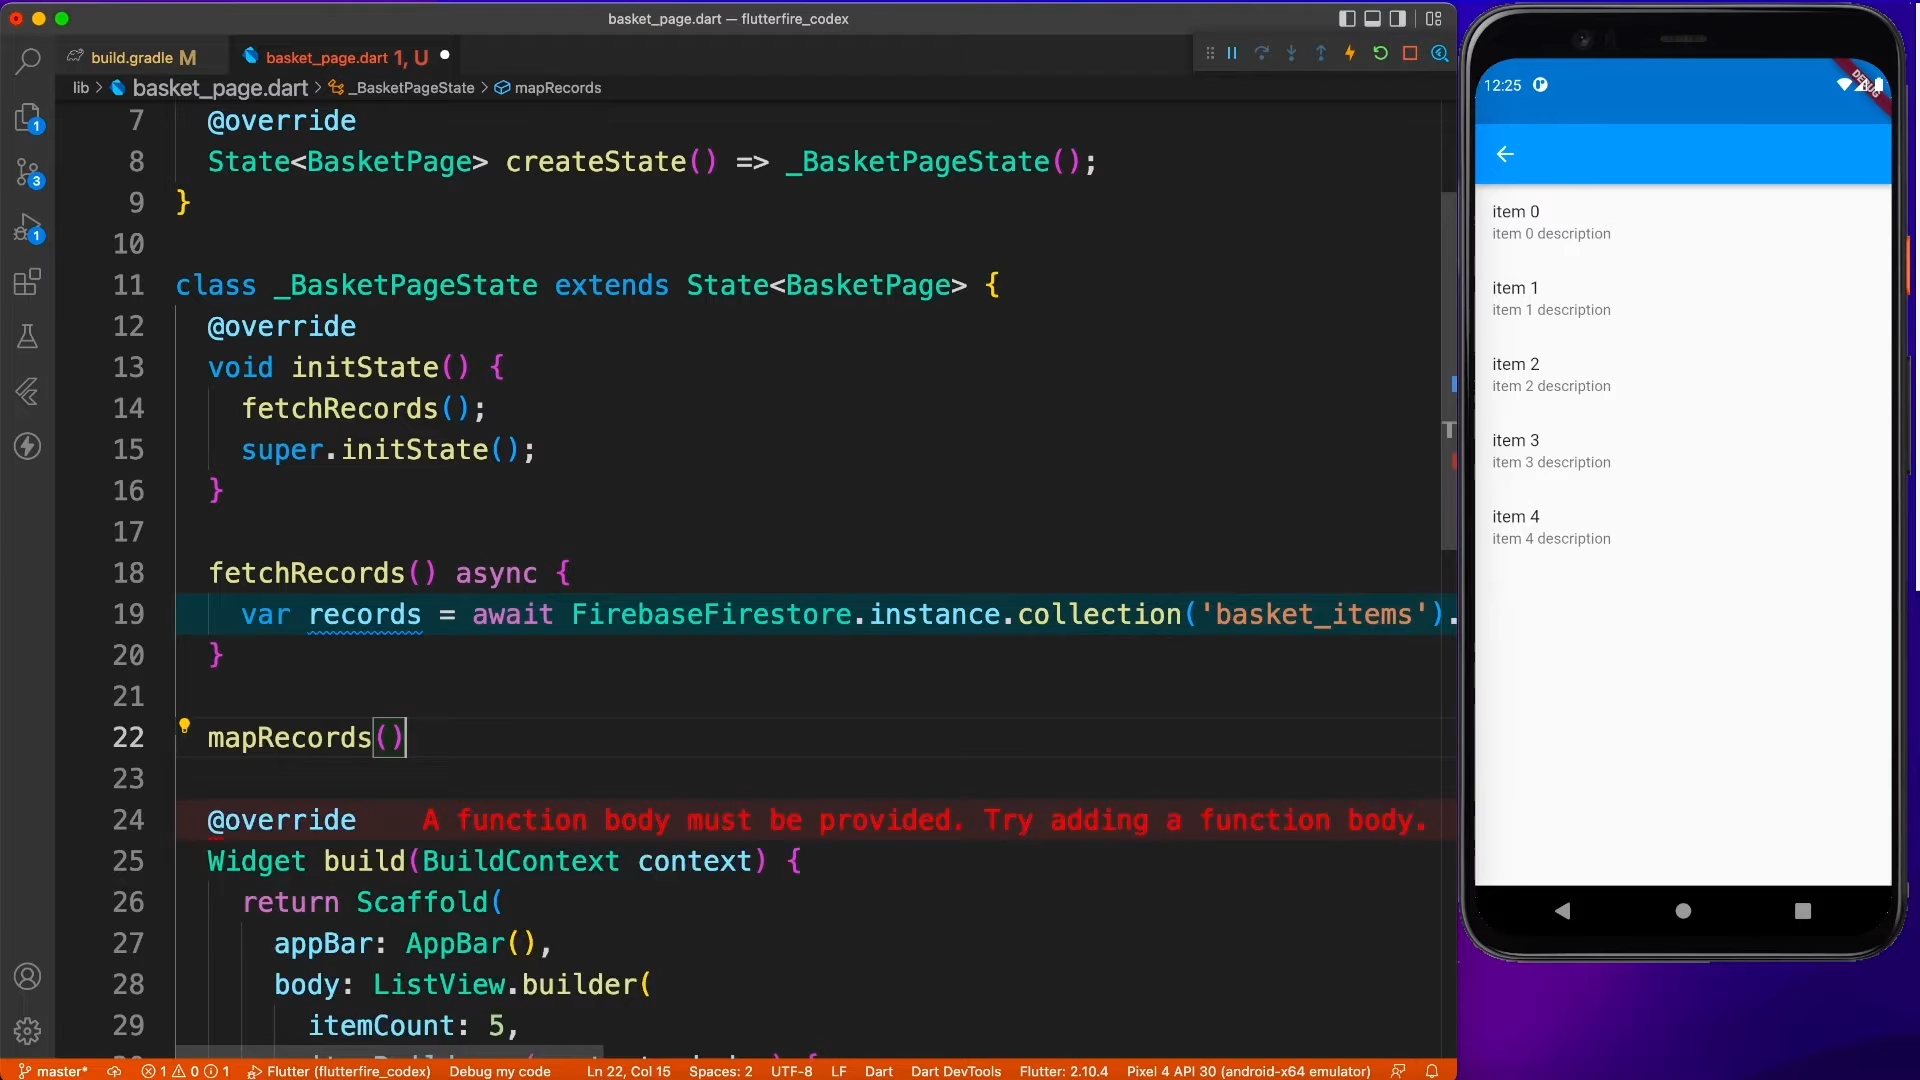 basket_page.dart — flutterfire_codex
build.gradle M
basket_page.dart 1, U
lib > basket_page.dart > _BasketPageState > mapRecords
7 @override
8 State<BasketPage> createState() => _BasketPageState();
9 }
10
11 class _BasketPageState extends State<BasketPage> {
12 @override
13 void initState() {
14 fetchRecords();
15 super.initState();
16 }
17
18 fetchRecords() async {
19 var records = await FirebaseFirestore.instance.collection('basket_items').
20 }
21
22 mapRecords()
23
24 @override A function body must be provided. Try adding a function body.
25 Widget build(BuildContext context) {
26 return Scaffold(
27 appBar: AppBar(),
28 body: ListView.builder(
29 itemCount: 5,
1
3
1
master* 1 0 1 Flutter (flutterfire_codex) Debug my code Ln 22, Col 15 Spaces: 2 UTF-8 LF Dart Dart DevTools Flutter: 2.10.4 Pixel 4 API 30 (android-x64 emulator)
12:25
DEBUG
item 0
item 0 description
item 1
item 1 description
item 2
item 2 description
item 3
item 3 description
item 4
item 4 description